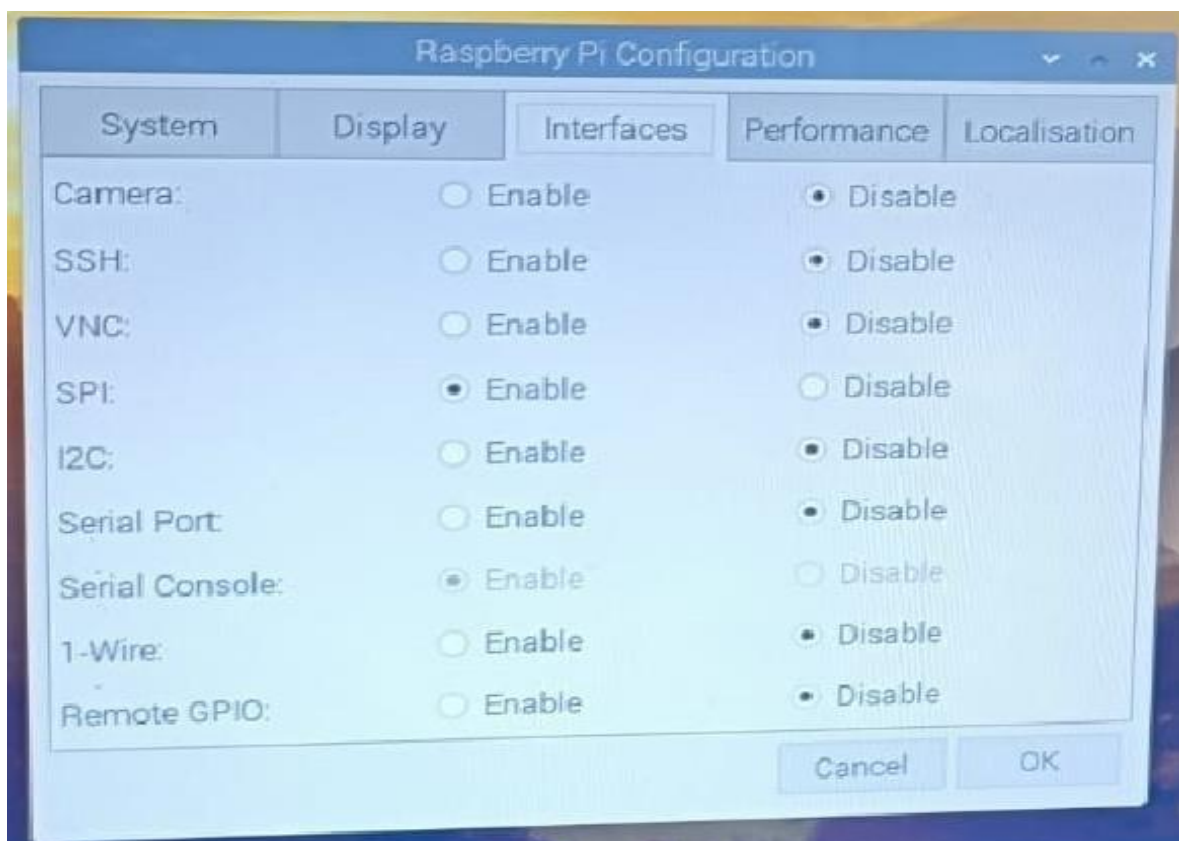 Raspberry Pi Configuration
System Display Interfaces Performance Localisation
Camera: Enable Disable
SSH: Enable Disable
VNC: Enable Disable
SPI: Enable Disable
I2C: Enable Disable
Serial Port: Enable Disable
Serial Console: Enable Disable
1-Wire: Enable Disable
Remote GPIO: Enable Disable
Cancel OK